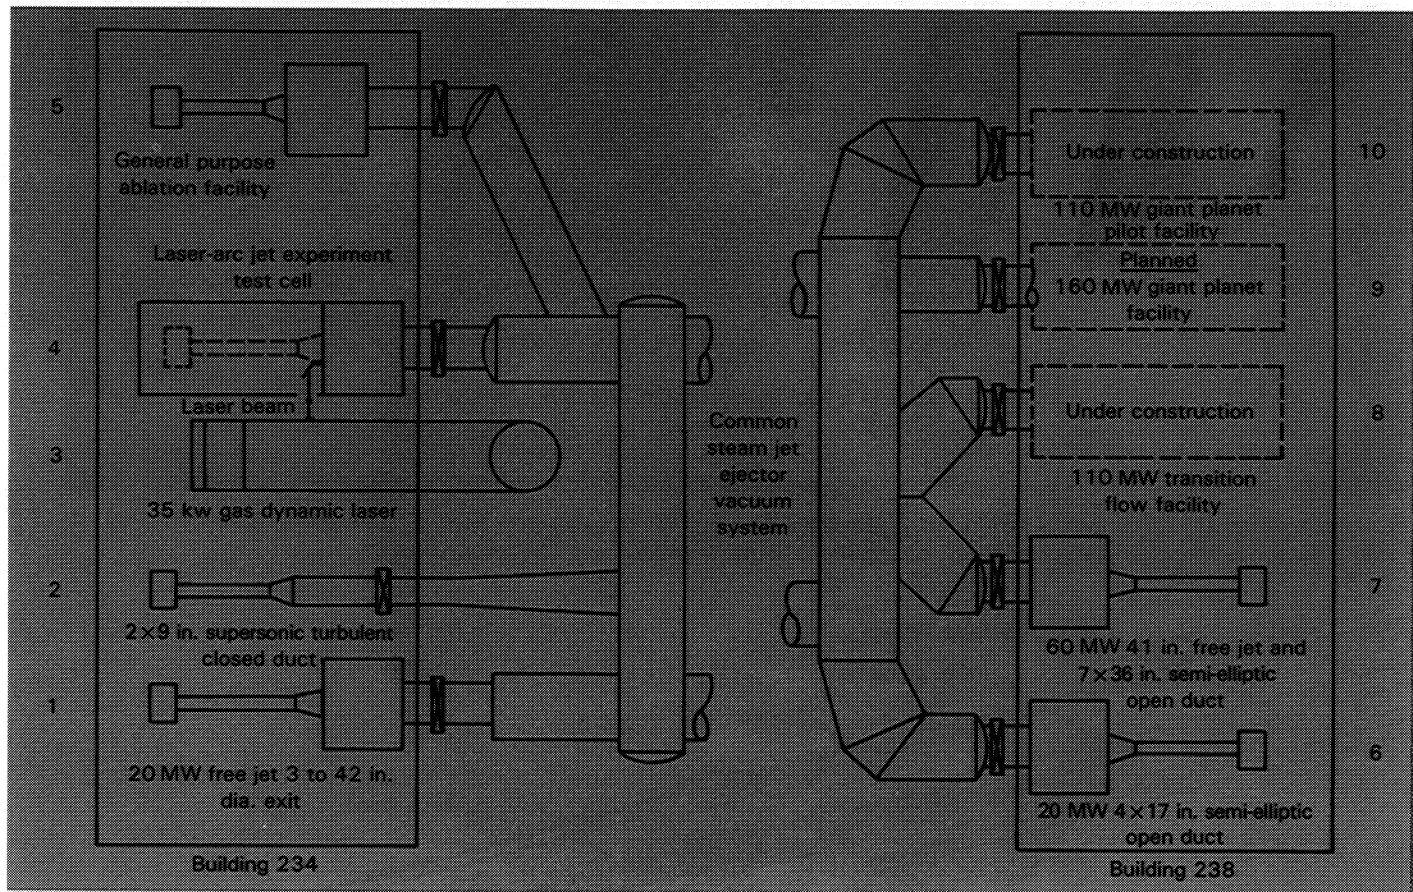 5
General purpose
ablation facility
Laser-arc jet experiment
test cell
4
Laser beam
3
35 kw gas dynamic laser
2
2×9 in. supersonic turbulent
closed duct
1
20 MW free jet 3 to 42 in.
dia. exit
Building 234
Common
steam jet
ejector
vacuum
system
Under construction
10
110 MW giant planet
pilot facility
Planned
160 MW giant planet
facility
9
Under construction
8
110 MW transition
flow facility
7
60 MW 41 in. free jet and
7×36 in. semi-elliptic
open duct
6
20 MW 4×17 in. semi-elliptic
open duct
Building 238